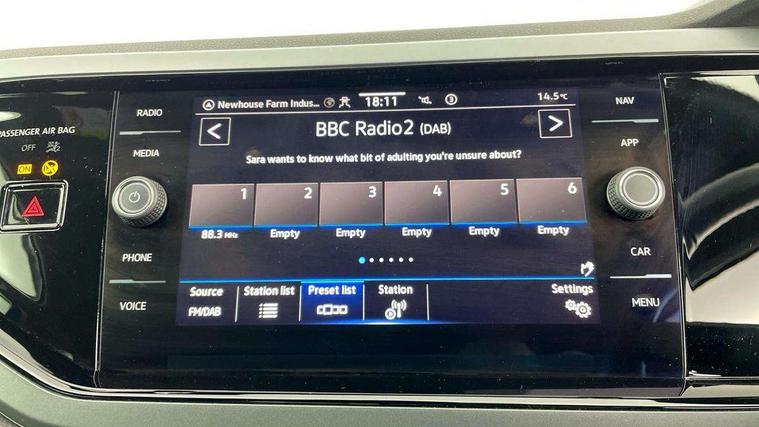 Newhouse Farm Indus... 18:11 3 14.5°C
BBC Radio2 (DAB)
Sara wants to know what bit of adulting you're unsure about?
1 2 3 4 5 6
88.3 MHz Empty Empty Empty Empty Empty
Source Station list Preset list Station Settings
FM/DAB
RADIO
MEDIA
PHONE
VOICE
NAV
APP
CAR
MENU
PASSENGER AIR BAG
OFF
ON